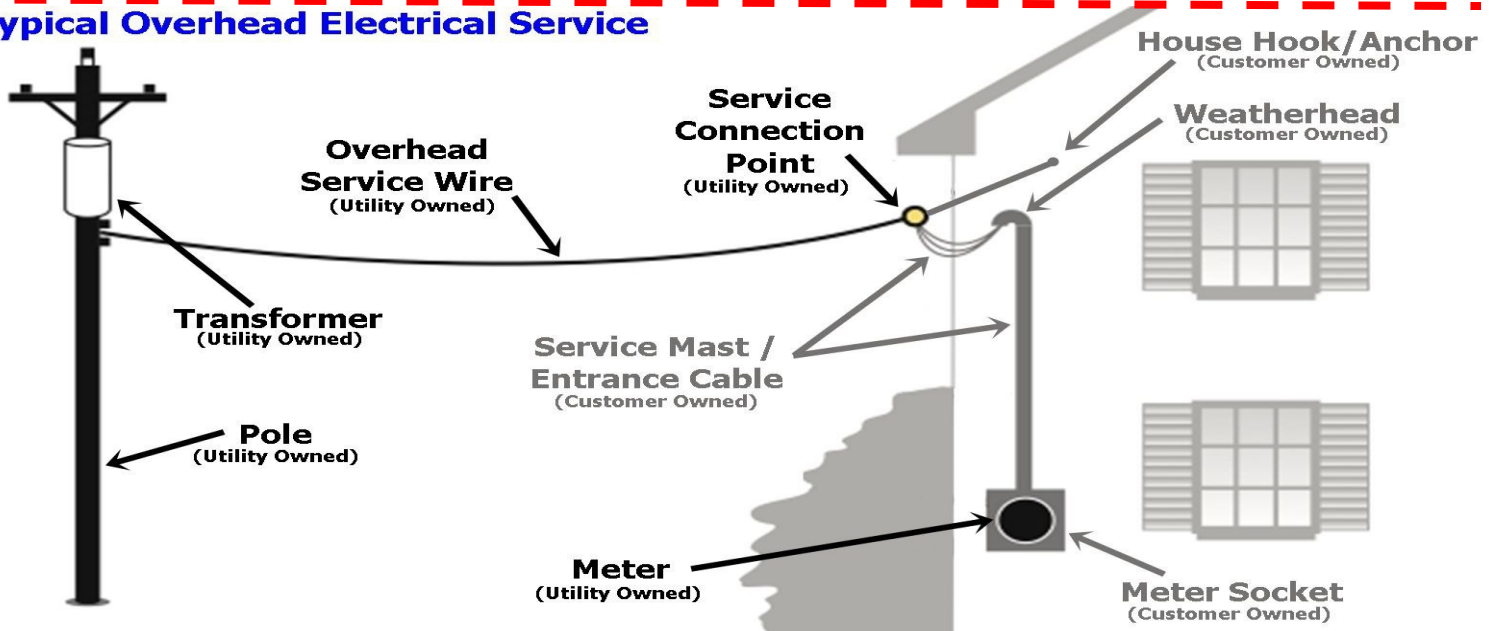 ypical Overhead Electrical Service
House Hook/Anchor
(Customer Owned)
Service
Connection
Point
(Utility Owned)
Weatherhead
(Customer Owned)
Overhead
Service Wire
(Utility Owned)
Transformer
(Utility Owned)
Service Mast /
Entrance Cable
(Customer Owned)
Pole
(Utility Owned)
Meter
(Utility Owned)
Meter Socket
(Customer Owned)